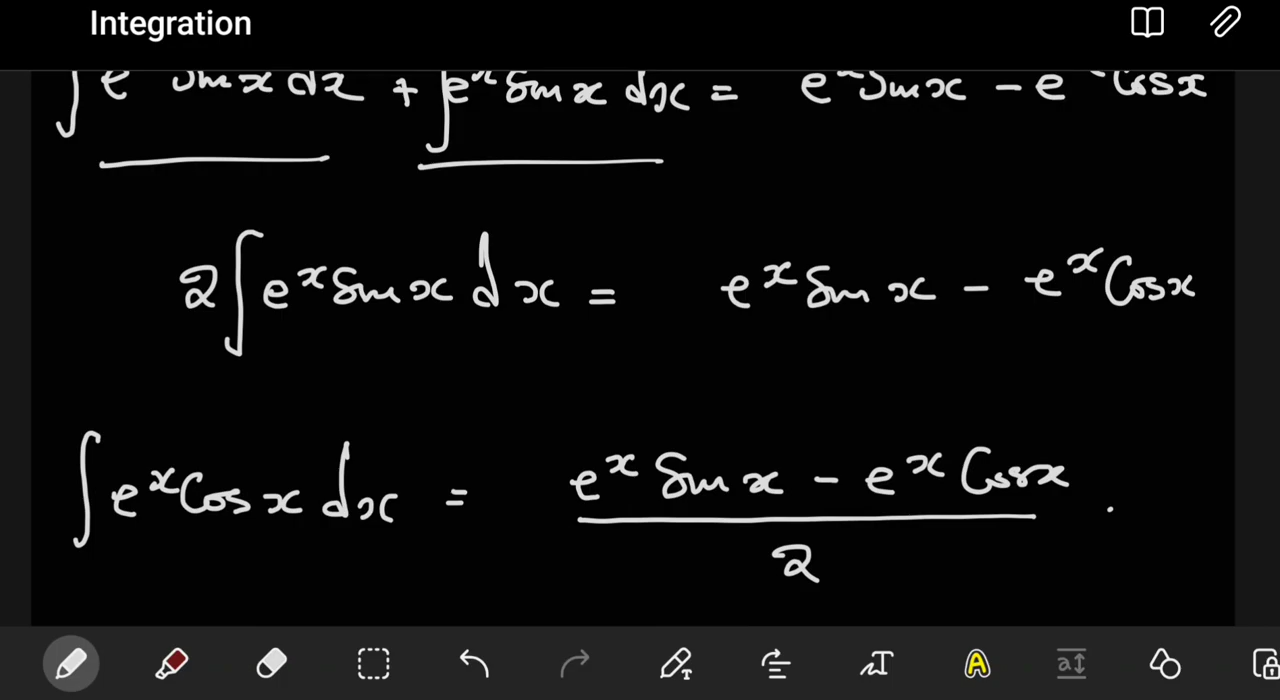 Integration
∫ e^x Sin x dx + ∫ e^x Sin x dx = e^x Sin x - e^x Cos x
2 ∫ e^x Sin x dx = e^x Sin x - e^x Cos x
∫ e^x Cos x dx = (e^x Sin x - e^x Cos x) / 2 .